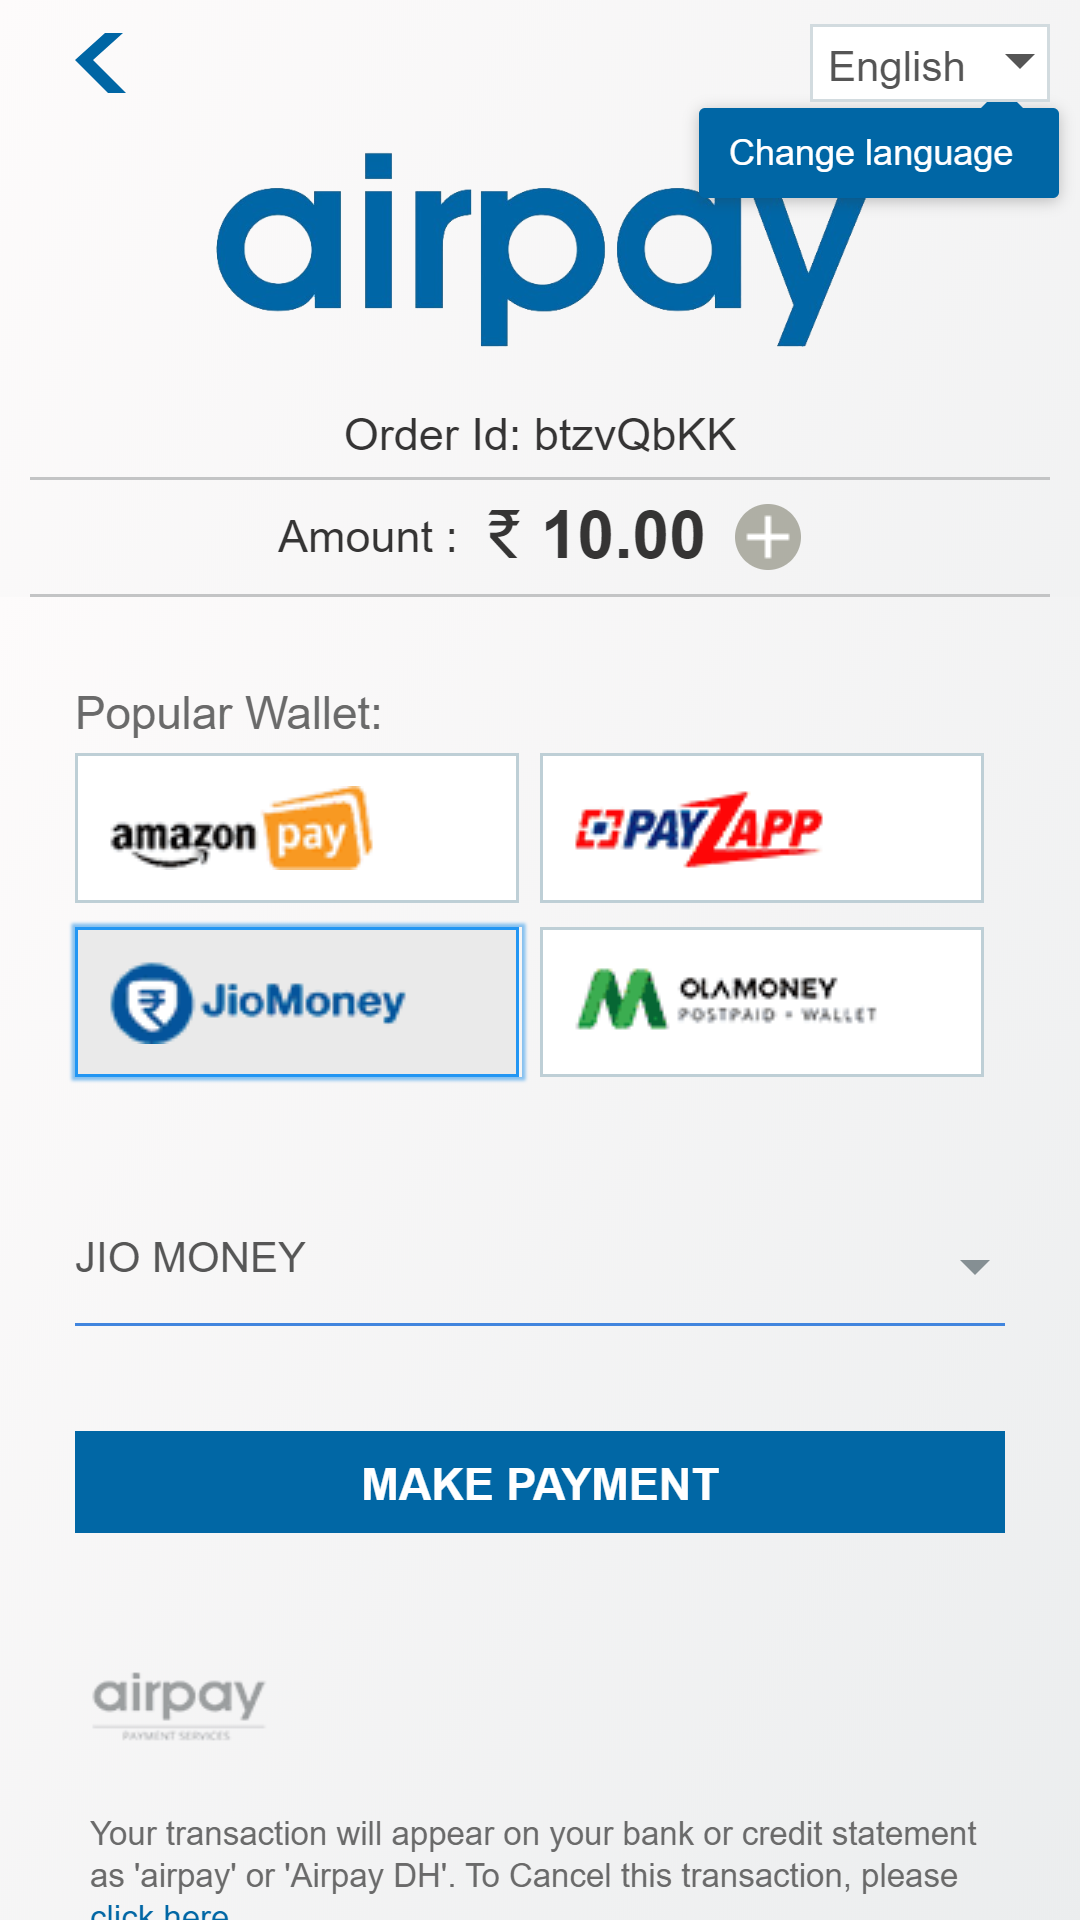 English
Change language
airpay
Order Id: btzvQbKK
Amount : ₹ 10.00
Popular Wallet:
amazon pay
PAYZAPP
JioMoney
OLAMONEY
POSTPAID • WALLET
JIO MONEY
MAKE PAYMENT
airpay
PAYMENT SERVICES
Your transaction will appear on your bank or credit statement
as 'airpay' or 'Airpay DH'. To Cancel this transaction, please
click here